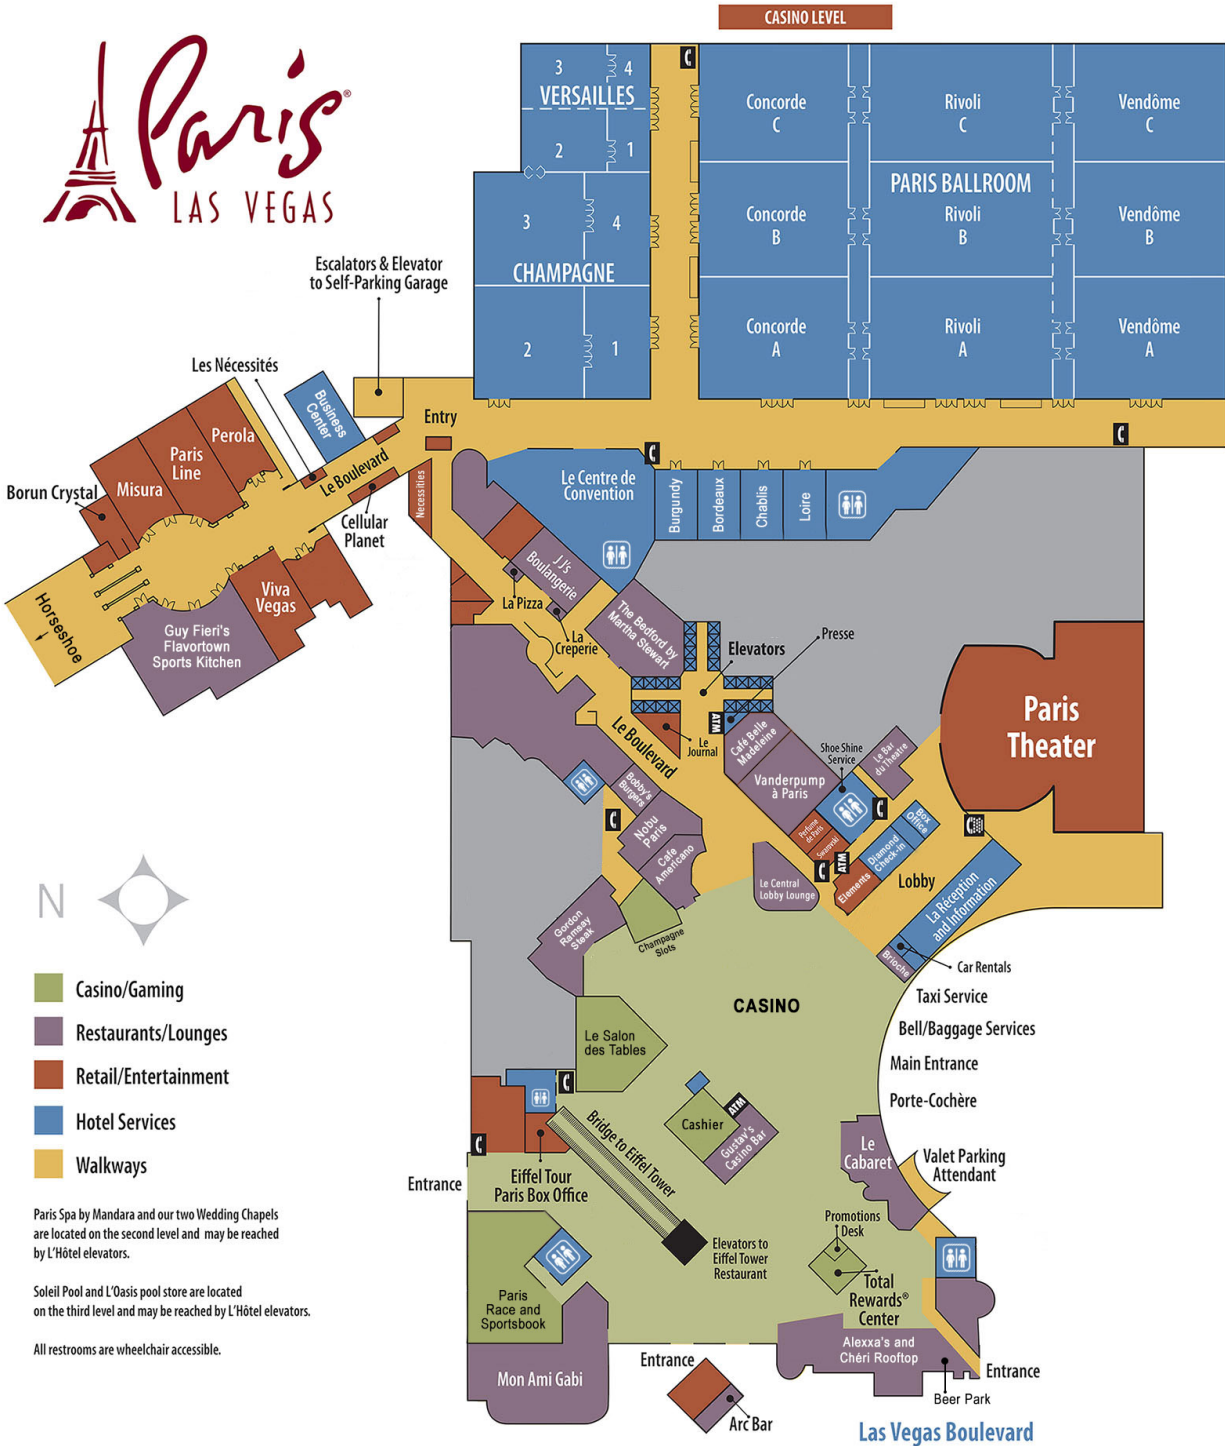 CASINO LEVEL
Paris®
LAS VEGAS
3
4
VERSAILLES
2
1
3
4
CHAMPAGNE
2
1
Concorde
C
Rivoli
C
Vendôme
C
PARIS BALLROOM
Concorde
B
Rivoli
B
Vendôme
B
Concorde
A
Rivoli
A
Vendôme
A
Escalators & Elevator
to Self-Parking Garage
Les Nécessités
Business
Center
Entry
Perola
Paris
Line
Misura
Borun Crystal
Le Boulevard
Cellular
Planet
Necessities
Le Centre de
Convention
Burgundy
Bordeaux
Chablis
Loire
Horseshoe
Viva
Vegas
Guy Fieri's
Flavortown
Sports Kitchen
JJ's
Boulangerie
La Pizza
La
Creperie
The Bedford by
Martha Stewart
Presse
Elevators
Le Boulevard
Le
Journal
ATM
Café Belle
Madeleine
Vanderpump
à Paris
Shoe Shine
Service
Le Bar
du Theatre
Paris
Theater
Bobby's
Burgers
Nobu
Paris
Cafe
Americano
Perfume
de Paris
Swarovski
ATM
Elements
Diamond
Check-in
Box
Office
Lobby
Le Central
Lobby Lounge
La Réception
and Information
Brioche
Car Rentals
Gordon
Ramsay
Steak
Champagne
Slots
N
Casino/Gaming
Restaurants/Lounges
Retail/Entertainment
Hotel Services
Walkways
CASINO
Taxi Service
Bell/Baggage Services
Main Entrance
Porte-Cochère
Le Salon
des Tables
Cashier
ATM
Gustav's
Casino Bar
Bridge to Eiffel Tower
Le
Cabaret
Valet Parking
Attendant
Entrance
Eiffel Tour
Paris Box Office
Elevators to
Eiffel Tower
Restaurant
Promotions
Desk
Total
Rewards®
Center
Paris
Race and
Sportsbook
Mon Ami Gabi
Alexxa's and
Chéri Rooftop
Entrance
Entrance
Beer Park
Arc Bar
Las Vegas Boulevard
Paris Spa by Mandara and our two Wedding Chapels
are located on the second level and may be reached
by L'Hôtel elevators.
Soleil Pool and L'Oasis pool store are located
on the third level and may be reached by L'Hôtel elevators.
All restrooms are wheelchair accessible.